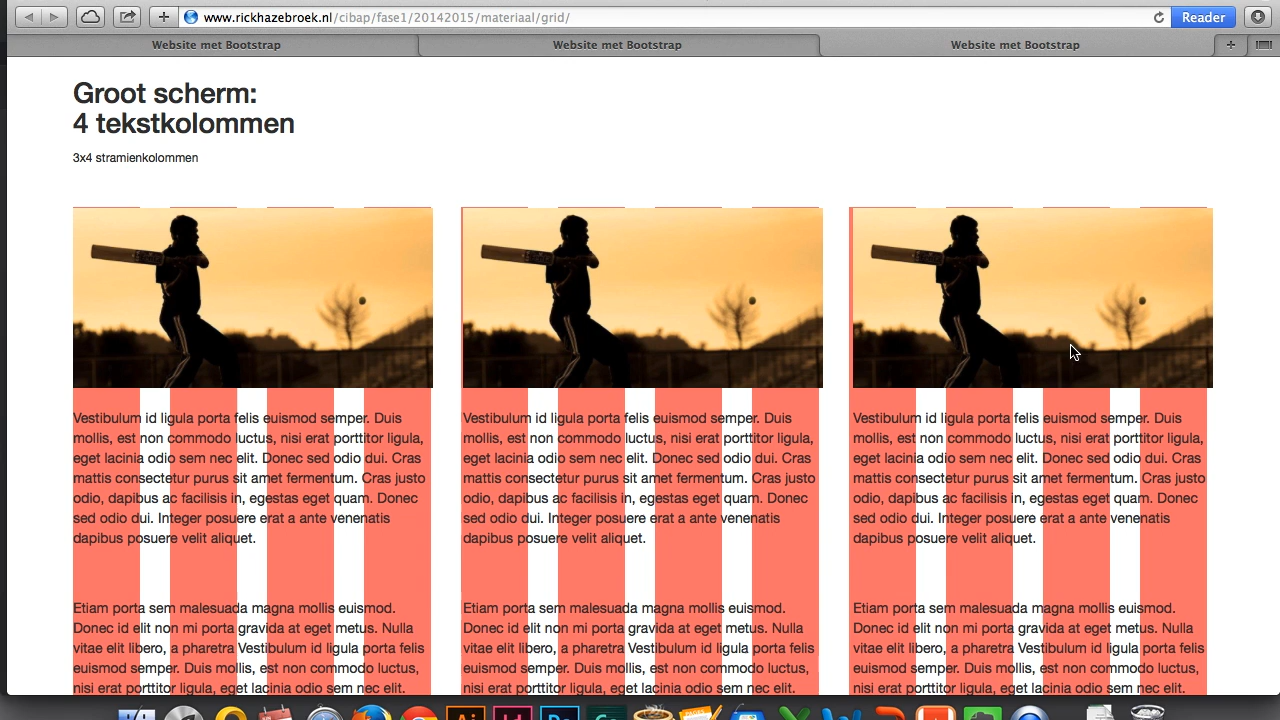 www.rickhazebroek.nl/cibap/fase1/20142015/materiaal/grid/
Reader
Website met Bootstrap
Website met Bootstrap
Website met Bootstrap
Groot scherm:
4 tekstkolommen
3x4 stramienkolommen
Vestibulum id ligula porta felis euismod semper. Duis
mollis, est non commodo luctus, nisi erat porttitor ligula,
eget lacinia odio sem nec elit. Donec sed odio dui. Cras
mattis consectetur purus sit amet fermentum. Cras justo
odio, dapibus ac facilisis in, egestas eget quam. Donec
sed odio dui. Integer posuere erat a ante venenatis
dapibus posuere velit aliquet.
Etiam porta sem malesuada magna mollis euismod.
Donec id elit non mi porta gravida at eget metus. Nulla
vitae elit libero, a pharetra Vestibulum id ligula porta felis
euismod semper. Duis mollis, est non commodo luctus,
nisi erat porttitor ligula, eget lacinia odio sem nec elit.
Vestibulum id ligula porta felis euismod semper. Duis
mollis, est non commodo luctus, nisi erat porttitor ligula,
eget lacinia odio sem nec elit. Donec sed odio dui. Cras
mattis consectetur purus sit amet fermentum. Cras justo
odio, dapibus ac facilisis in, egestas eget quam. Donec
sed odio dui. Integer posuere erat a ante venenatis
dapibus posuere velit aliquet.
Etiam porta sem malesuada magna mollis euismod.
Donec id elit non mi porta gravida at eget metus. Nulla
vitae elit libero, a pharetra Vestibulum id ligula porta felis
euismod semper. Duis mollis, est non commodo luctus,
nisi erat porttitor ligula, eget lacinia odio sem nec elit.
Vestibulum id ligula porta felis euismod semper. Duis
mollis, est non commodo luctus, nisi erat porttitor ligula,
eget lacinia odio sem nec elit. Donec sed odio dui. Cras
mattis consectetur purus sit amet fermentum. Cras justo
odio, dapibus ac facilisis in, egestas eget quam. Donec
sed odio dui. Integer posuere erat a ante venenatis
dapibus posuere velit aliquet.
Etiam porta sem malesuada magna mollis euismod.
Donec id elit non mi porta gravida at eget metus. Nulla
vitae elit libero, a pharetra Vestibulum id ligula porta felis
euismod semper. Duis mollis, est non commodo luctus,
nisi erat porttitor ligula, eget lacinia odio sem nec elit.